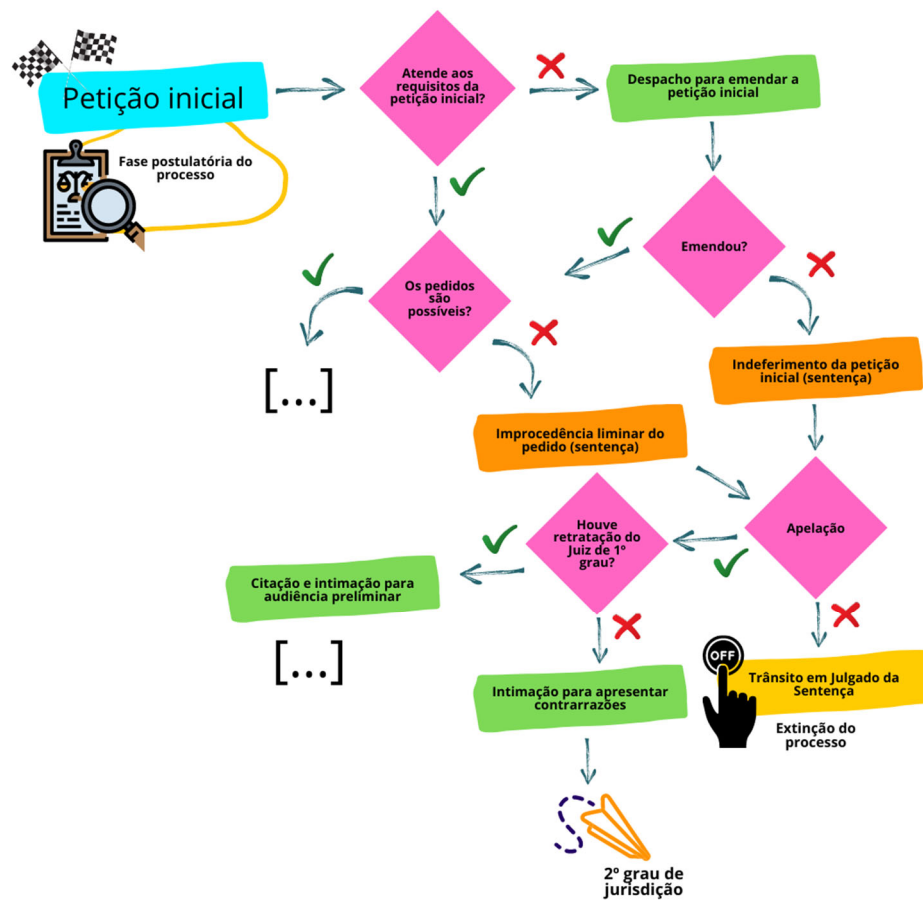 Petição inicial
Fase postulatória do
processo
Atende aos
requisitos da
petição inicial?
Despacho para emendar a
petição inicial
Emendou?
Os pedidos
são
possíveis?
[...]
Indeferimento da petição
inicial (sentença)
Improcedência liminar do
pedido (sentença)
Apelação
Houve
retratação do
Juiz de 1º
grau?
Citação e intimação para
audiência preliminar
[...]
Intimação para apresentar
contrarrazões
OFF
Trânsito em Julgado da
Sentença
Extinção do
processo
2º grau de
jurisdição